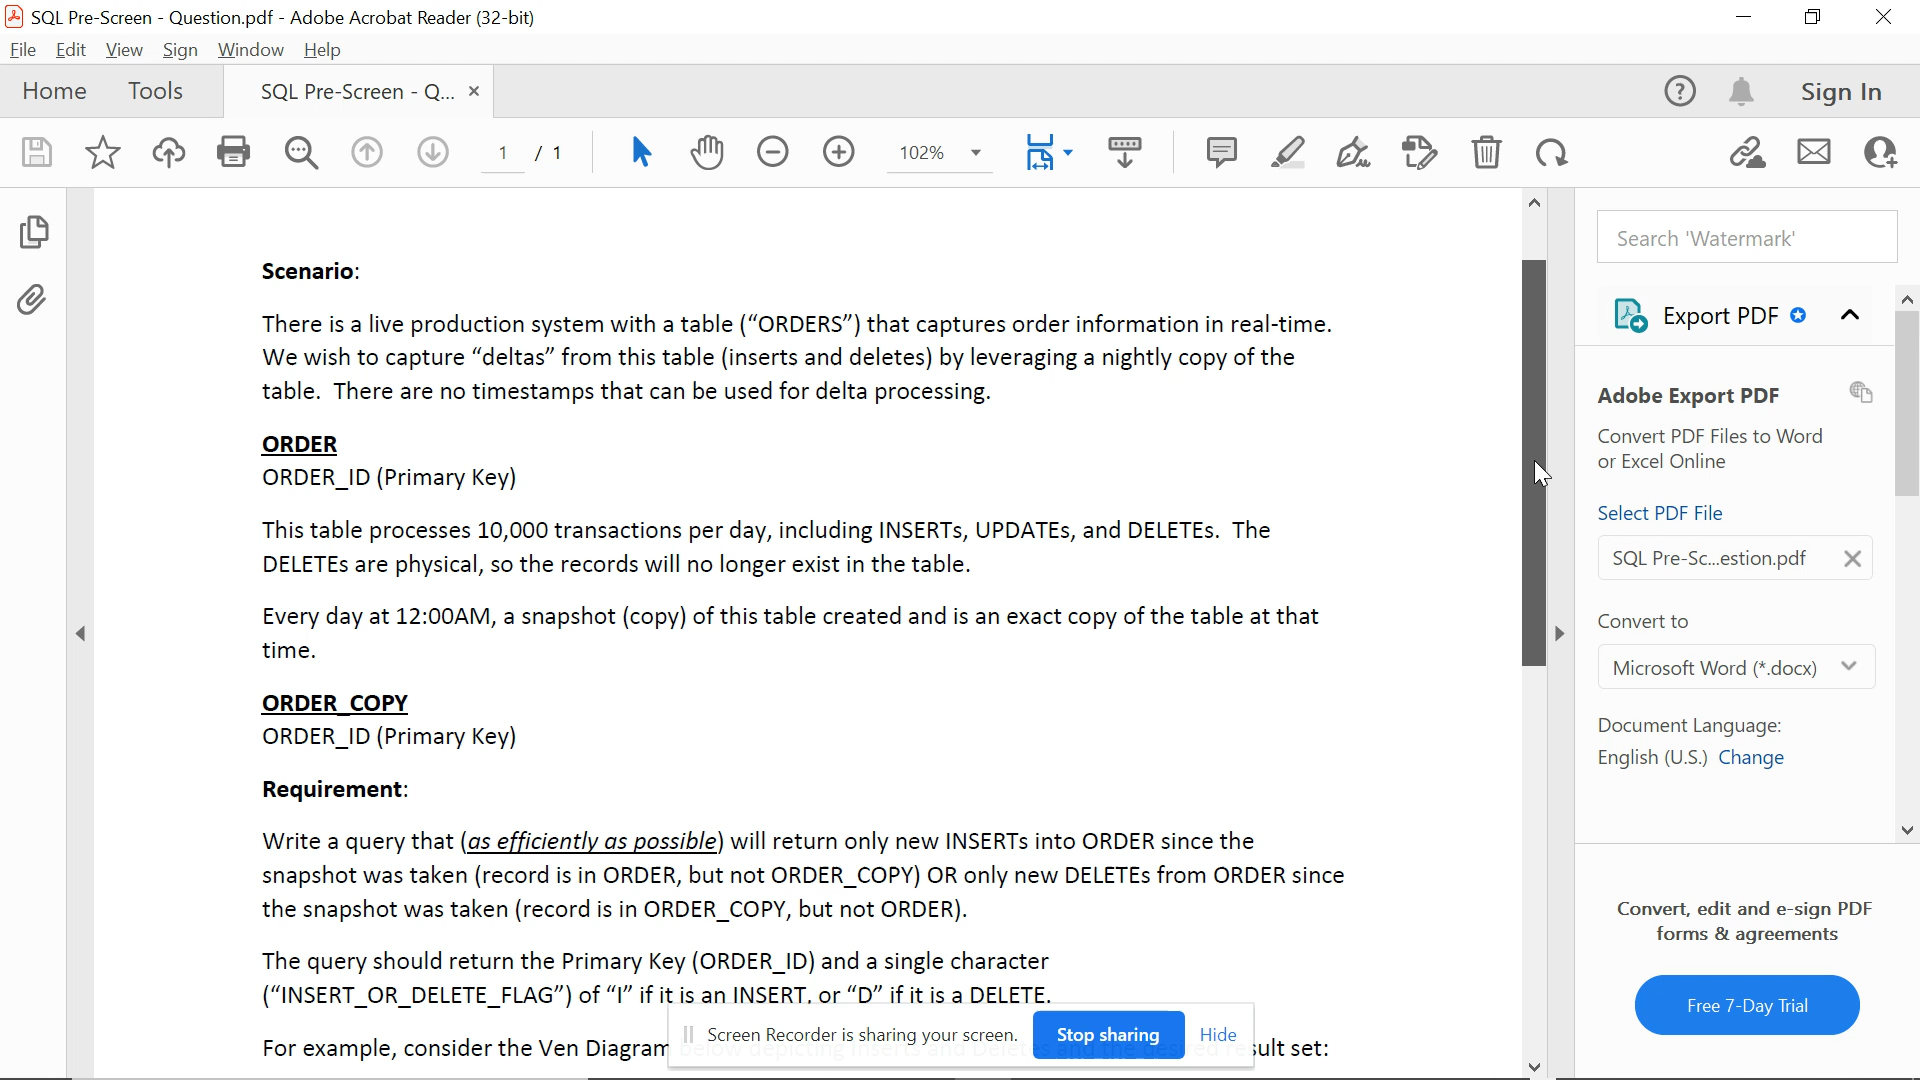 SQL Pre-Screen - Question.pdf - Adobe Acrobat Reader (32-bit)
File Edit View Sign Window Help
Home Tools SQL Pre-Screen - Q... × ? Sign In
1 / 1 102%
Search 'Watermark'
Export PDF
Adobe Export PDF
Convert PDF Files to Word
or Excel Online
Select PDF File
SQL Pre-Sc...estion.pdf
Convert to
Microsoft Word (*.docx)
Document Language:
English (U.S.) Change
Convert, edit and e-sign PDF
forms & agreements
Free 7-Day Trial
Scenario:
There is a live production system with a table (“ORDERS”) that captures order information in real-time.
We wish to capture “deltas” from this table (inserts and deletes) by leveraging a nightly copy of the
table. There are no timestamps that can be used for delta processing.
ORDER
ORDER_ID (Primary Key)
This table processes 10,000 transactions per day, including INSERTs, UPDATEs, and DELETEs. The
DELETEs are physical, so the records will no longer exist in the table.
Every day at 12:00AM, a snapshot (copy) of this table created and is an exact copy of the table at that
time.
ORDER_COPY
ORDER_ID (Primary Key)
Requirement:
Write a query that (as efficiently as possible) will return only new INSERTs into ORDER since the
snapshot was taken (record is in ORDER, but not ORDER_COPY) OR only new DELETEs from ORDER since
the snapshot was taken (record is in ORDER_COPY, but not ORDER).
The query should return the Primary Key (ORDER_ID) and a single character
(“INSERT_OR_DELETE_FLAG”) of “I” if it is an INSERT, or “D” if it is a DELETE.
For example, consider the Ven Diagram below depicting Inserts and Deletes and the desired result set:
Screen Recorder is sharing your screen. Stop sharing Hide